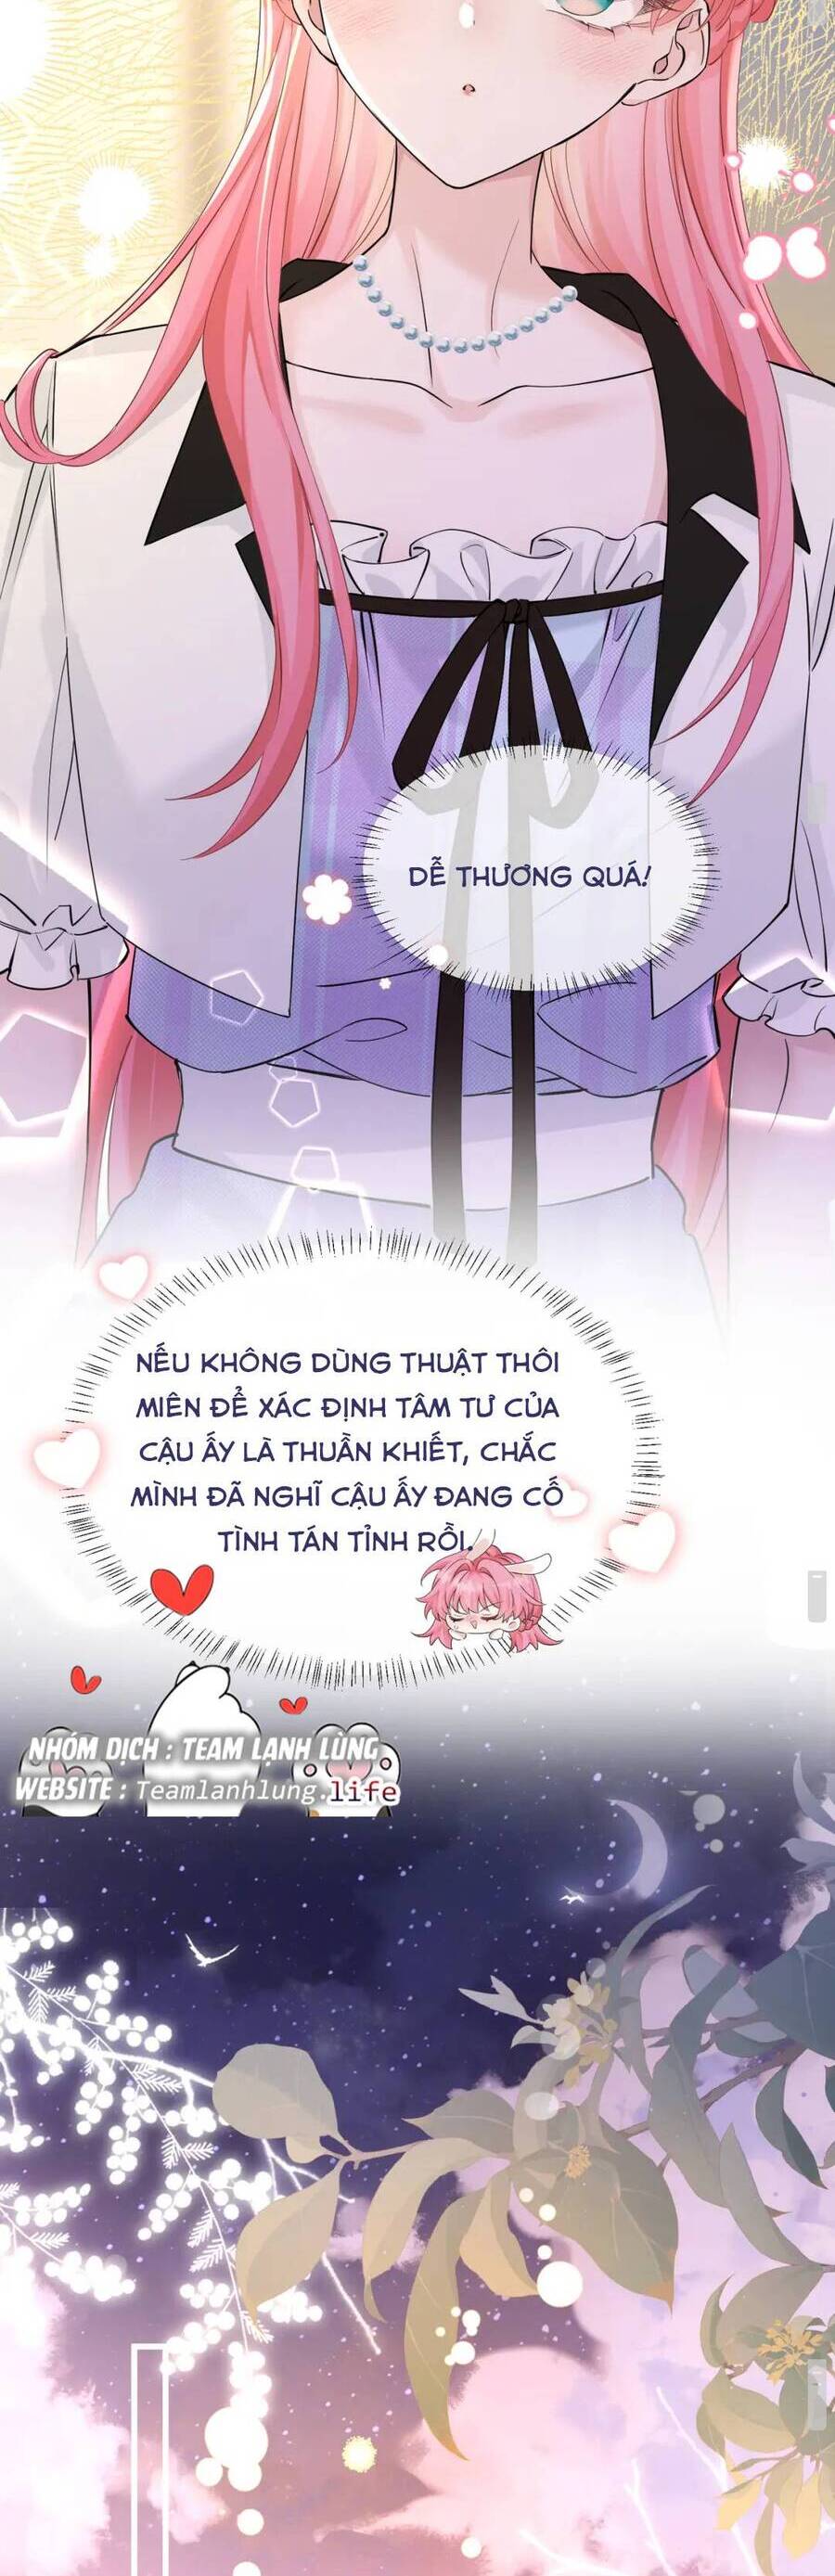 DỄ THƯƠNG QUÁ!
NẾU KHÔNG DÙNG THUẬT THÔI
MIÊN ĐỂ XÁC ĐỊNH TÂM TƯ CỦA
CẬU ẤY LÀ THUẦN KHIẾT, CHẮC
MÌNH ĐÃ NGHĨ CẬU ẤY ĐANG CỐ
TÌNH TÁN TỈNH RỒI.
NHÓM DỊCH : TEAM LẠNH LÙNG
WEBSITE : Teamlanhlung.life